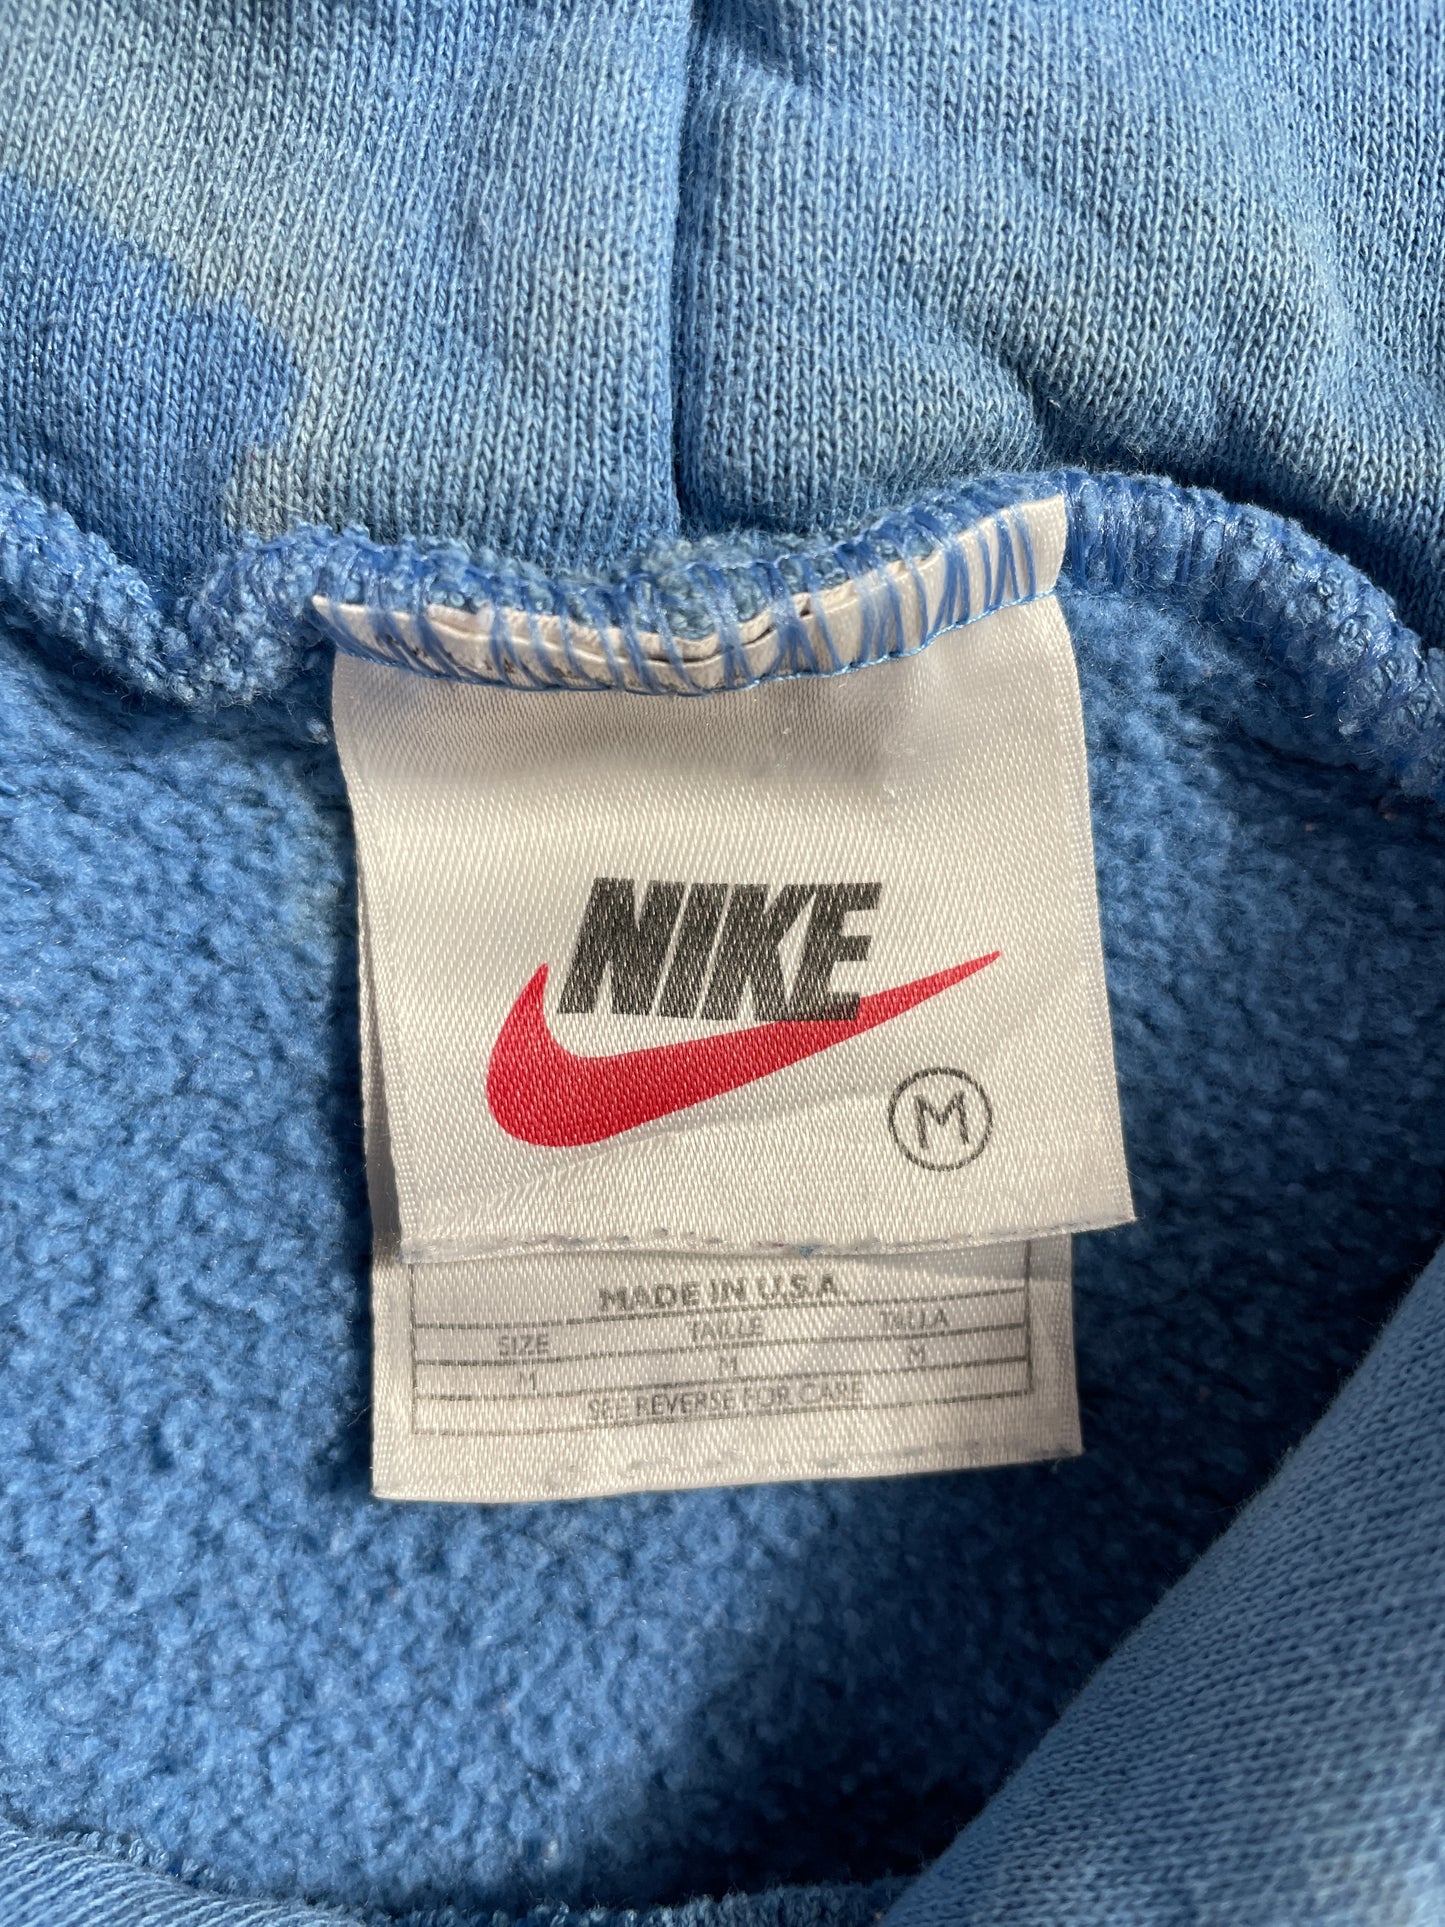 NIKE
M
MADE IN U.S.A.
SIZE TAILLE TALLA
M M M
SEE REVERSE FOR CARE